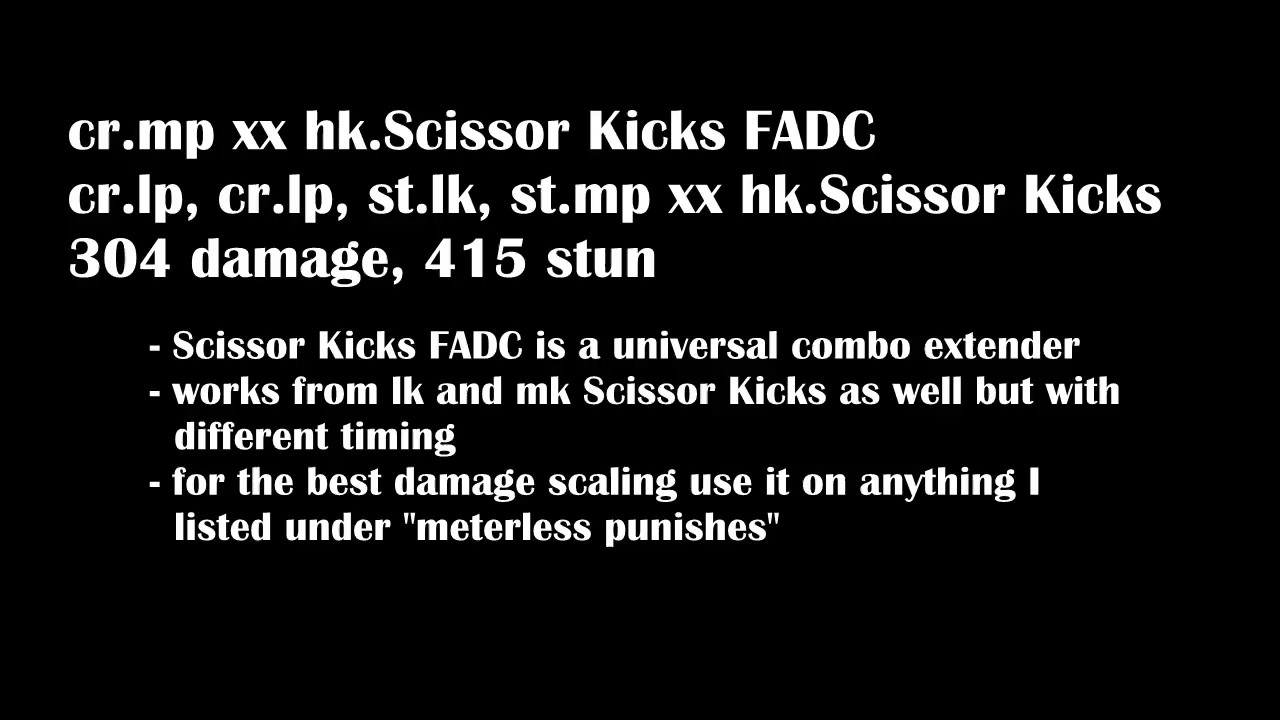 cr.mp xx hk.Scissor Kicks FADC
cr.lp, cr.lp, st.lk, st.mp xx hk.Scissor Kicks
304 damage, 415 stun
- Scissor Kicks FADC is a universal combo extender
- works from lk and mk Scissor Kicks as well but with
different timing
- for the best damage scaling use it on anything I
listed under "meterless punishes"